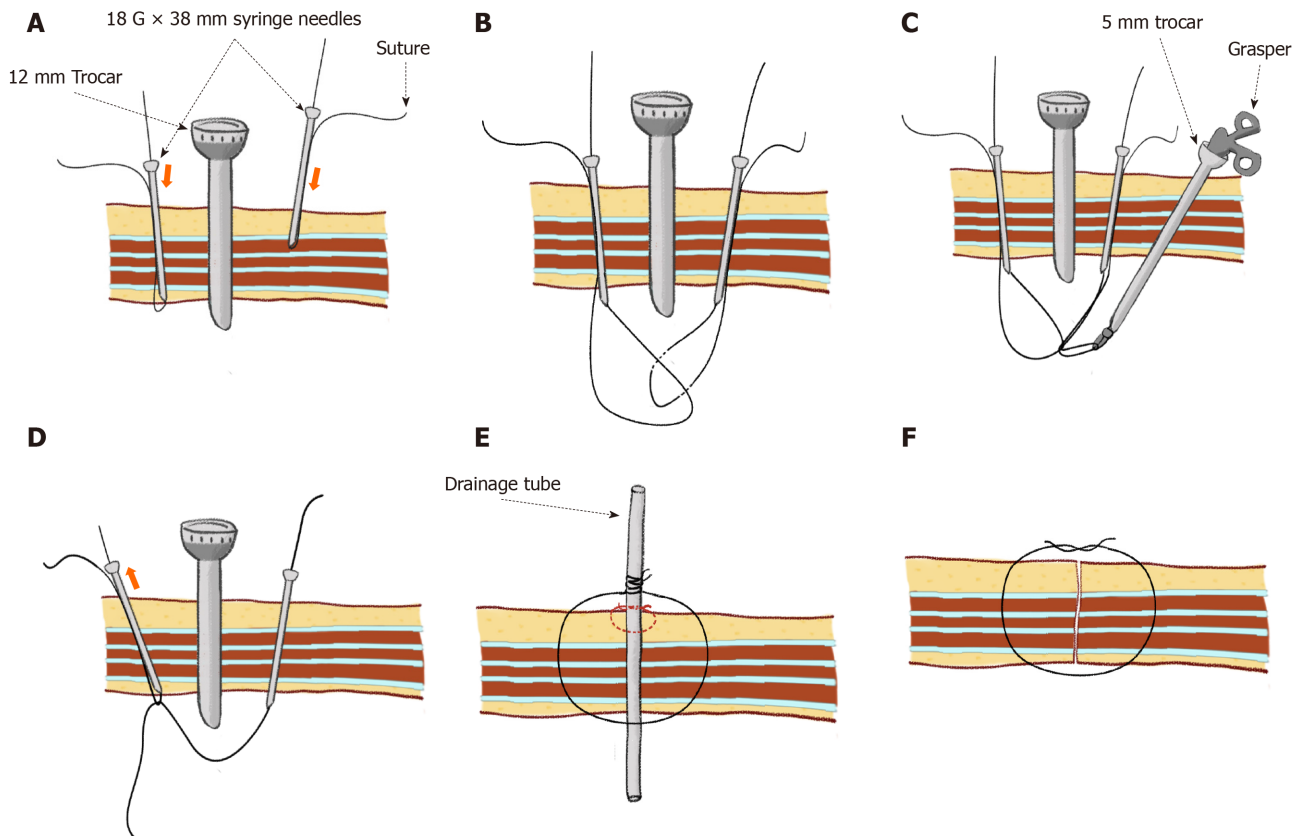 A
18 G × 38 mm syringe needles
Suture
12 mm Trocar
B
C
5 mm trocar
Grasper
D
E
Drainage tube
F